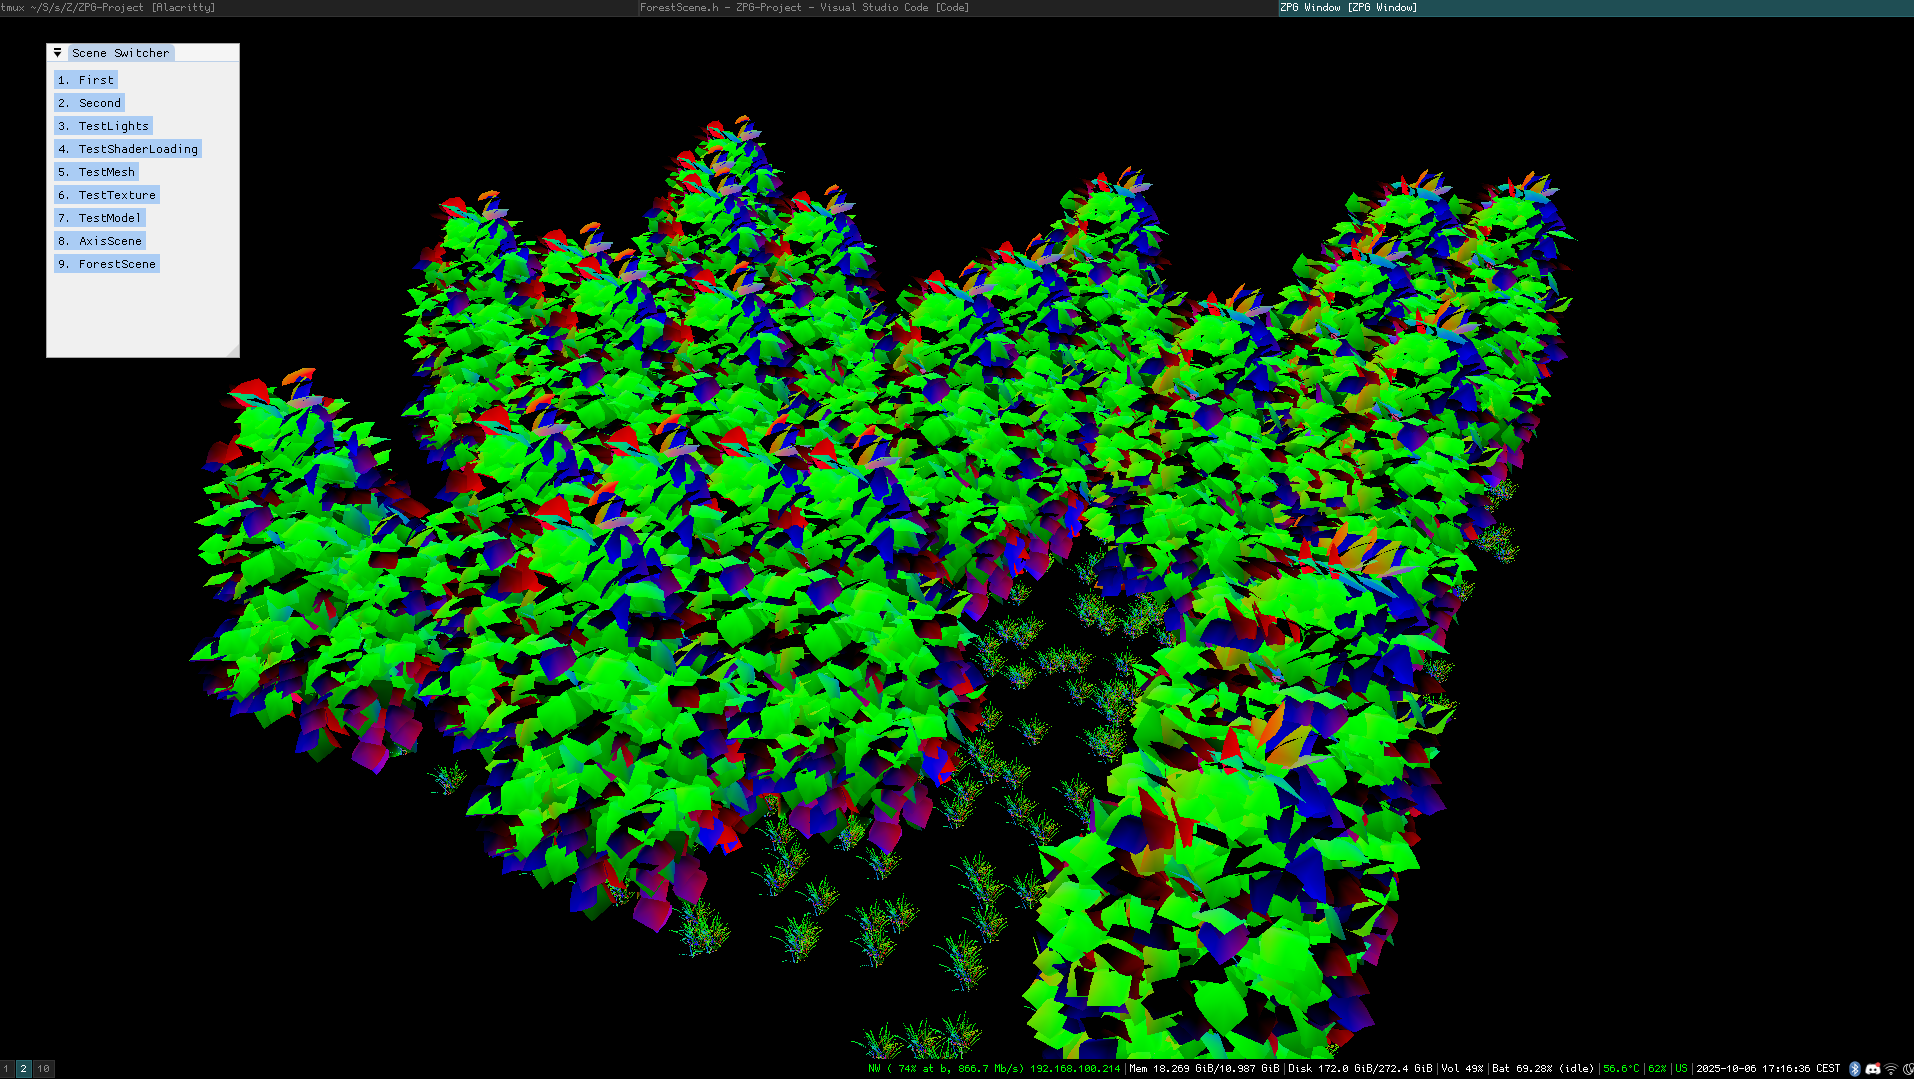 tmux ~/S/s/Z/ZPG-Project [Alacritty]
ForestScene.h - ZPG-Project - Visual Studio Code [Code]
ZPG Window [ZPG Window]
Scene Switcher
1. First
2. Second
3. TestLights
4. TestShaderLoading
5. TestMesh
6. TestTexture
7. TestModel
8. AxisScene
9. ForestScene
1 2 10
NW ( 74% at b, 866.7 Mb/s) 192.168.100.214|Mem 18.269 GiB/10.987 GiB|Disk 172.0 GiB/272.4 GiB|Vol 49%|Bat 69.28% (idle)|56.6°C|62%|US|2025-10-06 17:16:36 CEST